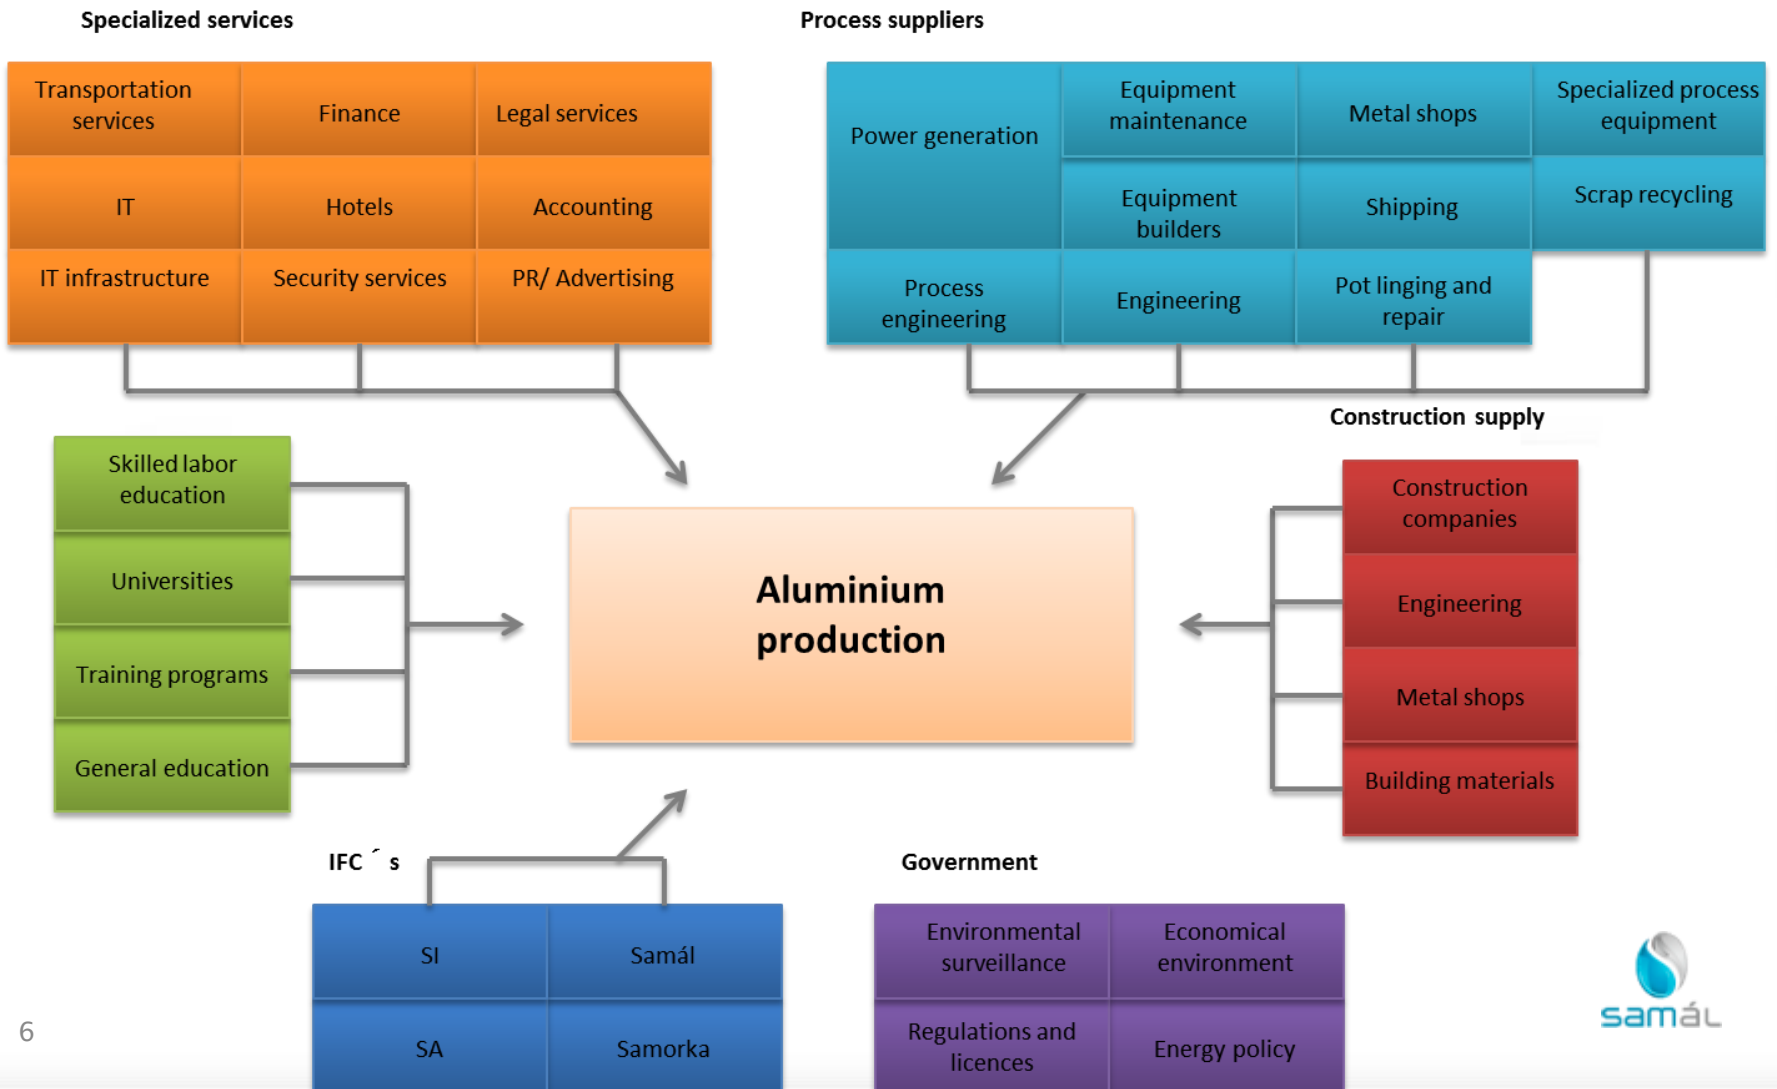 Specialized services
Transportation
services
Finance
Legal services
IT
Hotels
Accounting
IT infrastructure
Security services
PR/ Advertising
Process suppliers
Power generation
Equipment
maintenance
Metal shops
Specialized process
equipment
Equipment
builders
Shipping
Scrap recycling
Process
engineering
Engineering
Pot linging and
repair
Skilled labor
education
Universities
Training programs
General education
Aluminium
production
Construction supply
Construction
companies
Engineering
Metal shops
Building materials
IFC ´ s
SI
Samál
SA
Samorka
Government
Environmental
surveillance
Economical
environment
Regulations and
licences
Energy policy
6
samál